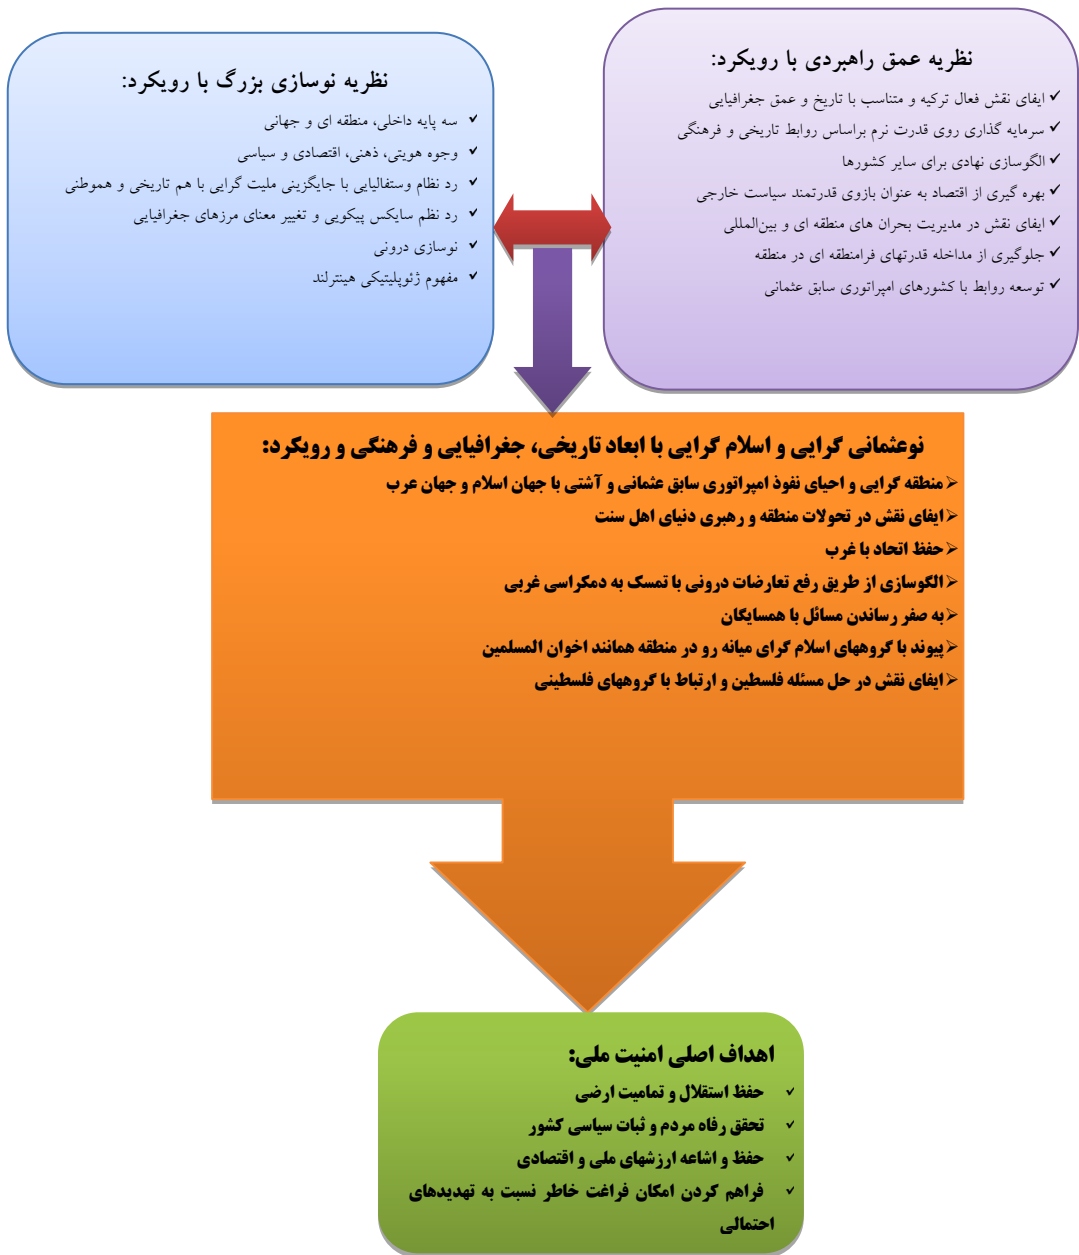 نظریه عمق راهبردی با رویکرد:
✓ ایفای نقش فعال ترکیه و متناسب با تاریخ و عمق جغرافیایی
✓ سرمایه گذاری روی قدرت نرم براساس روابط تاریخی و فرهنگی
✓ الگوسازی نهادی برای سایر کشورها
✓ بهره گیری از اقتصاد به عنوان بازوی قدرتمند سیاست خارجی
✓ ایفای نقش در مدیریت بحران های منطقه ای و بین‌المللی
✓ جلوگیری از مداخله قدرتهای فرامنطقه ای در منطقه
✓ توسعه روابط با کشورهای امپراتوری سابق عثمانی
نظریه نوسازی بزرگ با رویکرد:
✓ سه پایه داخلی، منطقه ای و جهانی
✓ وجوه هویتی، ذهنی، اقتصادی و سیاسی
✓ رد نظام وستفالیایی با جایگزینی ملیت گرایی با هم تاریخی و هموطنی
✓ رد نظم سایکس پیکویی و تغییر معنای مرزهای جغرافیایی
✓ نوسازی درونی
✓ مفهوم ژئوپلیتیکی هینترلند
نوعثمانی گرایی و اسلام گرایی با ابعاد تاریخی، جغرافیایی و فرهنگی و رویکرد:
➢ منطقه گرایی و احیای نفوذ امپراتوری سابق عثمانی و آشتی با جهان اسلام و جهان عرب
➢ ایفای نقش در تحولات منطقه و رهبری دنیای اهل سنت
➢ حفظ اتحاد با غرب
➢ الگوسازی از طریق رفع تعارضات درونی با تمسک به دمکراسی غربی
➢ به صفر رساندن مسائل با همسایگان
➢ پیوند با گروههای اسلام گرای میانه رو در منطقه همانند اخوان المسلمین
➢ ایفای نقش در حل مسئله فلسطین و ارتباط با گروههای فلسطینی
اهداف اصلی امنیت ملی:
✓ حفظ استقلال و تمامیت ارضی
✓ تحقق رفاه مردم و ثبات سیاسی کشور
✓ حفظ و اشاعه ارزشهای ملی و اقتصادی
✓ فراهم کردن امکان فراغت خاطر نسبت به تهدیدهای
احتمالی